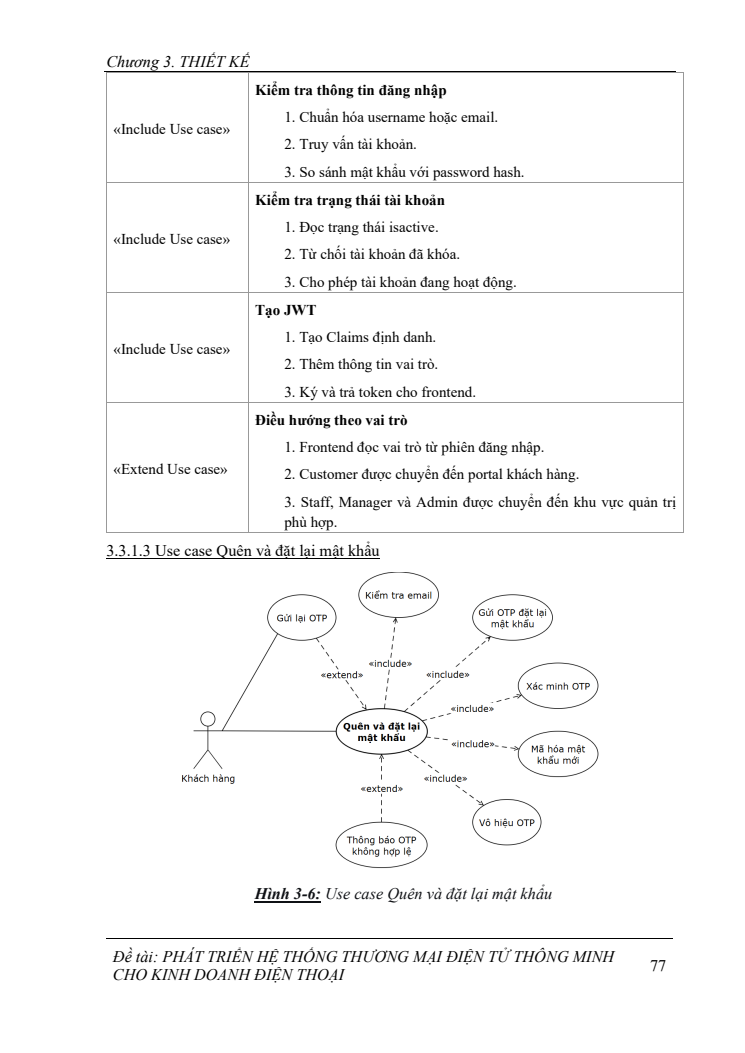 Chương 3. THIẾT KẾ
«Include Use case»
Kiểm tra thông tin đăng nhập
1. Chuẩn hóa username hoặc email.
2. Truy vấn tài khoản.
3. So sánh mật khẩu với password hash.
«Include Use case»
Kiểm tra trạng thái tài khoản
1. Đọc trạng thái isactive.
2. Từ chối tài khoản đã khóa.
3. Cho phép tài khoản đang hoạt động.
«Include Use case»
Tạo JWT
1. Tạo Claims định danh.
2. Thêm thông tin vai trò.
3. Ký và trả token cho frontend.
«Extend Use case»
Điều hướng theo vai trò
1. Frontend đọc vai trò từ phiên đăng nhập.
2. Customer được chuyển đến portal khách hàng.
3. Staff, Manager và Admin được chuyển đến khu vực quản trị
phù hợp.
3.3.1.3 Use case Quên và đặt lại mật khẩu
Kiểm tra email
Gửi lại OTP
Gửi OTP đặt lại
mật khẩu
«include»
«extend»
«include»
Xác minh OTP
«include»
Quên và đặt lại
mật khẩu
«include»
Mã hóa mật
khẩu mới
Khách hàng
«include»
«extend»
Vô hiệu OTP
Thông báo OTP
không hợp lệ
Hình 3-6: Use case Quên và đặt lại mật khẩu
Đề tài: PHÁT TRIỂN HỆ THỐNG THƯƠNG MẠI ĐIỆN TỬ THÔNG MINH
CHO KINH DOANH ĐIỆN THOẠI
77